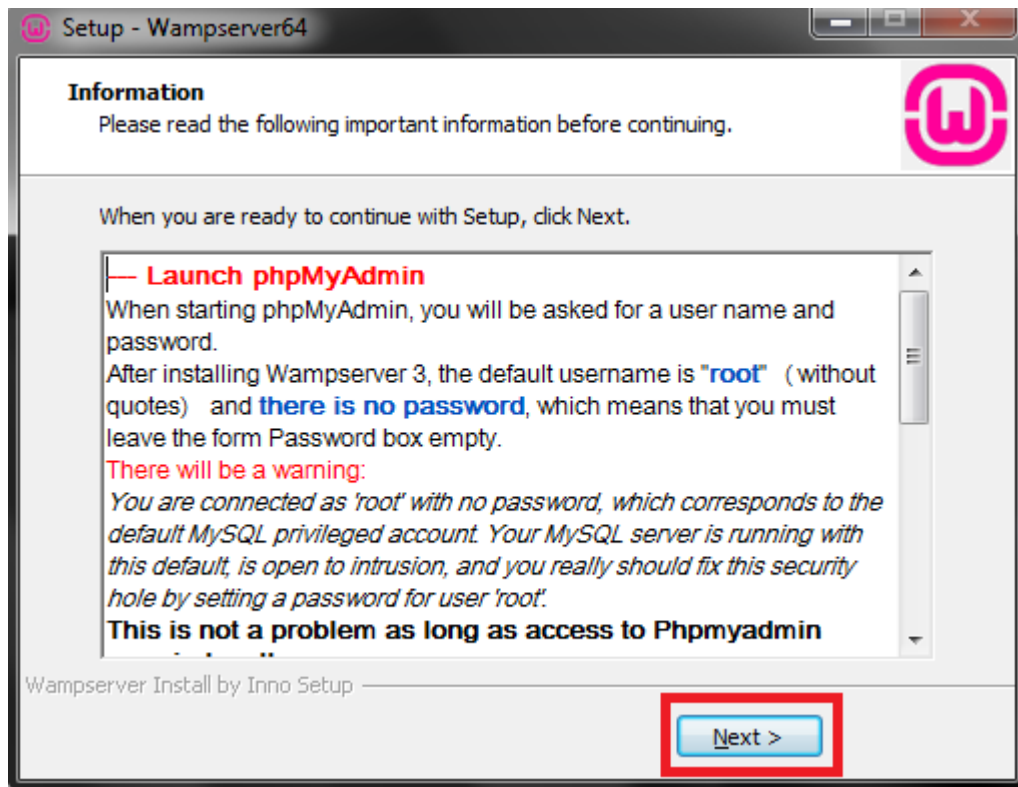 Setup - Wampserver64
Information
Please read the following important information before continuing.
When you are ready to continue with Setup, click Next.
--- Launch phpMyAdmin
When starting phpMyAdmin, you will be asked for a user name and
password.
After installing Wampserver 3, the default username is "root" (without
quotes) and there is no password, which means that you must
leave the form Password box empty.
There will be a warning:
You are connected as 'root' with no password, which corresponds to the
default MySQL privileged account. Your MySQL server is running with
this default, is open to intrusion, and you really should fix this security
hole by setting a password for user 'root'.
This is not a problem as long as access to Phpmyadmin
Wampserver Install by Inno Setup
Next >